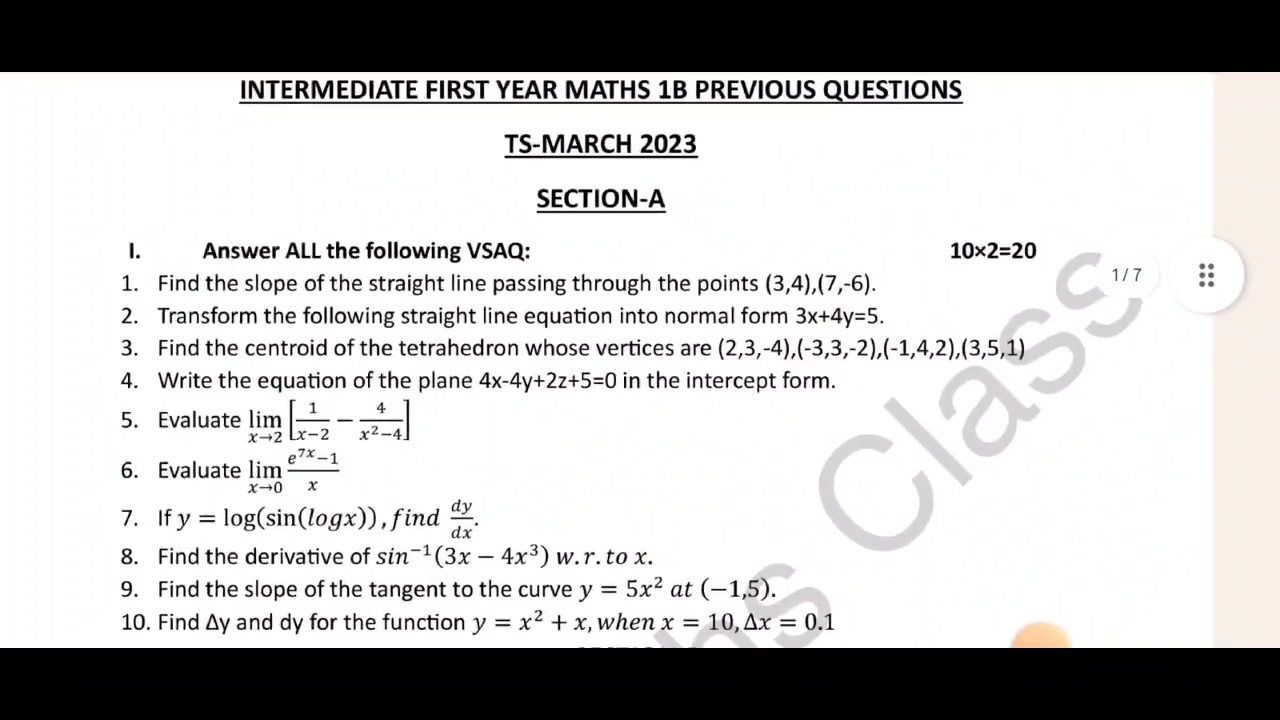 INTERMEDIATE FIRST YEAR MATHS 1B PREVIOUS QUESTIONS
TS-MARCH 2023
SECTION-A
I. Answer ALL the following VSAQ: 10×2=20
1. Find the slope of the straight line passing through the points (3,4),(7,-6).
1/7
2. Transform the following straight line equation into normal form 3x+4y=5.
3. Find the centroid of the tetrahedron whose vertices are (2,3,-4),(-3,3,-2),(-1,4,2),(3,5,1)
4. Write the equation of the plane 4x-4y+2z+5=0 in the intercept form.
5. Evaluate lim x→2 [1/(x−2) − 4/(x²−4)]
6. Evaluate lim x→0 (e⁷ˣ−1)/x
7. If y = log(sin(logx)), find dy/dx.
8. Find the derivative of sin⁻¹(3x − 4x³) w.r.to x.
9. Find the slope of the tangent to the curve y = 5x² at (−1,5).
10. Find Δy and dy for the function y = x² + x, when x = 10, Δx = 0.1
Class